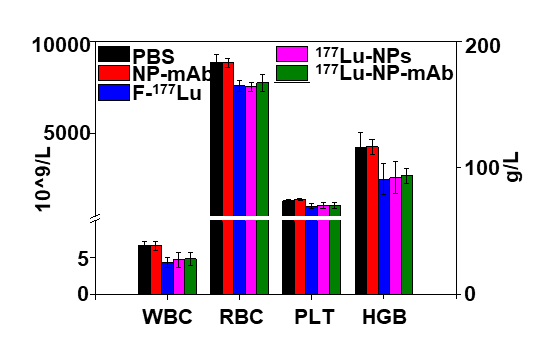 10000
5000
5
0
10^9/L
PBS
NP-mAb
F-¹⁷⁷Lu
¹⁷⁷Lu-NPs
¹⁷⁷Lu-NP-mAb
200
100
0
g/L
WBC RBC PLT HGB